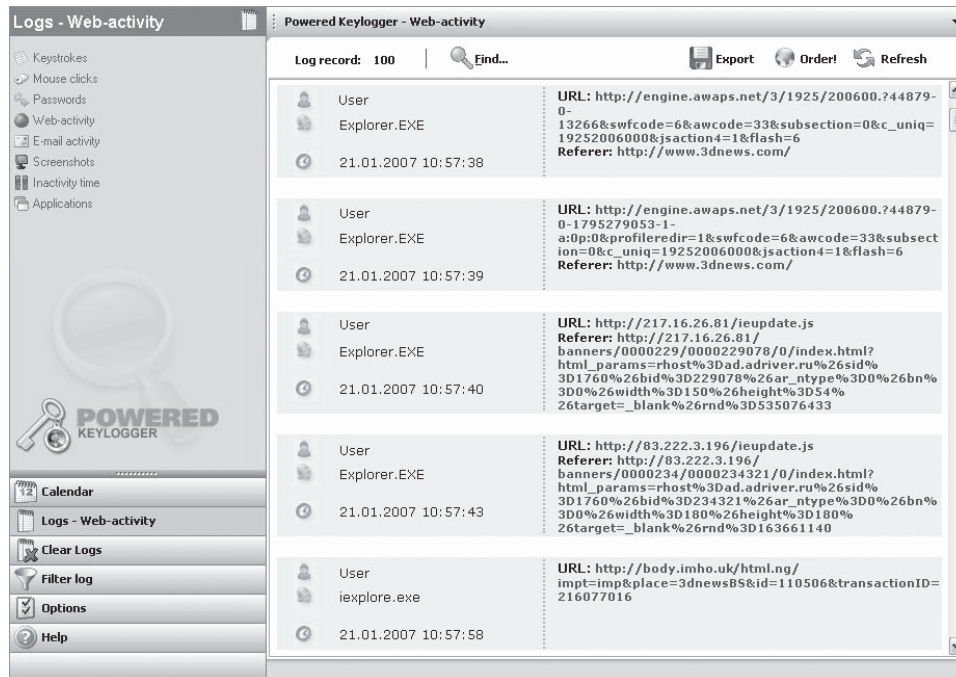 Logs - Web-activity
Keystrokes
Mouse clicks
Passwords
Web-activity
E-mail activity
Screenshots
Inactivity time
Applications
POWERED
KEYLOGGER
12
Calendar
Logs - Web-activity
Clear Logs
Filter log
Options
Help
Powered Keylogger - Web-activity
Log record: 100
Find...
Export
Order!
Refresh
User
Explorer.EXE
21.01.2007 10:57:38
URL: http://engine.awaps.net/3/1925/200600.?44879-
0-
13266&swfcode=6&awcode=33&subsection=0&c_uniq=
19252006000&jsaction4=1&flash=6
Referer: http://www.3dnews.com/
User
Explorer.EXE
21.01.2007 10:57:39
URL: http://engine.awaps.net/3/1925/200600.?44879-
0-1795279053-1-
a:0p:0&profileredir=1&swfcode=6&awcode=33&subsect
ion=0&c_uniq=19252006000&jsaction4=1&flash=6
Referer: http://www.3dnews.com/
User
Explorer.EXE
21.01.2007 10:57:40
URL: http://217.16.26.81/ieupdate.js
Referer: http://217.16.26.81/
banners/0000229/0000229078/0/index.html?
html_params=rhost%3Dad.adriver.ru%26sid%
3D1760%26bid%3D229078%26ar_ntype%3D0%26bn%
3D0%26width%3D150%26height%3D54%
26target=_blank%26rnd%3D535076433
User
Explorer.EXE
21.01.2007 10:57:43
URL: http://83.222.3.196/ieupdate.js
Referer: http://83.222.3.196/
banners/0000234/0000234321/0/index.html?
html_params=rhost%3Dad.adriver.ru%26sid%
3D1760%26bid%3D234321%26ar_ntype%3D0%26bn%
3D0%26width%3D180%26height%3D180%
26target=_blank%26rnd%3D163661140
User
iexplore.exe
21.01.2007 10:57:58
URL: http://body.imho.uk/html.ng/
impt=imp&place=3dnewsBS&id=110506&transactionID=
216077016